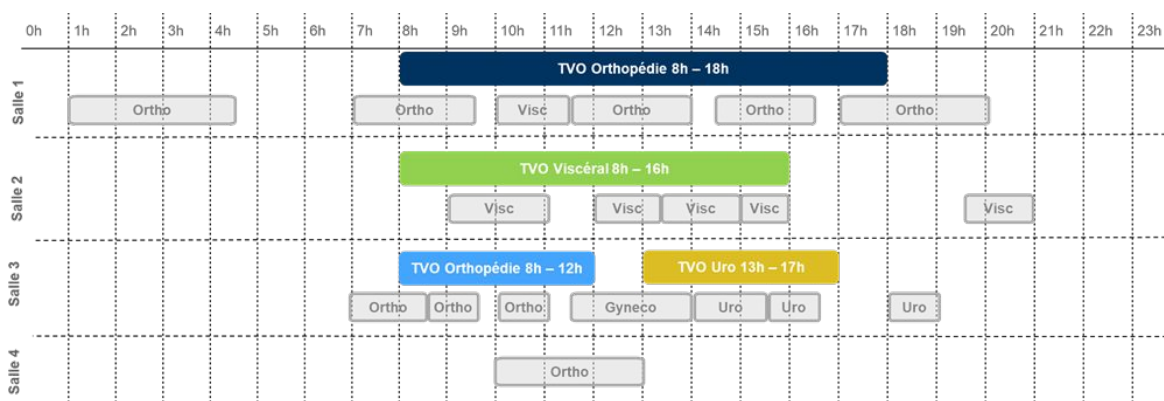 0h 1h 2h 3h 4h 5h 6h 7h 8h 9h 10h 11h 12h 13h 14h 15h 16h 17h 18h 19h 20h 21h 22h 23h
Salle 1
TVO Orthopédie 8h – 18h
Ortho Ortho Visc Ortho Ortho Ortho
Salle 2
TVO Viscéral 8h – 16h
Visc Visc Visc Visc Visc
Salle 3
TVO Orthopédie 8h – 12h TVO Uro 13h – 17h
Ortho Ortho Ortho Gyneco Uro Uro Uro
Salle 4
Ortho